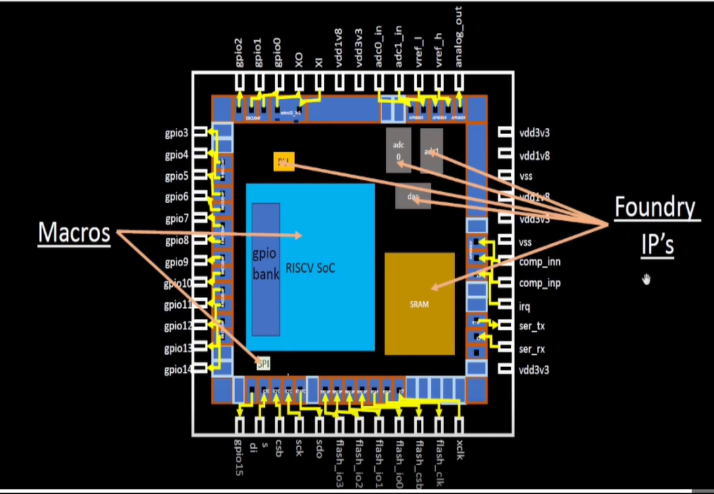 gpio2
gpio1
gpio0
XO
XI
vdd1v8
vdd3v3
adc0_in
adc1_in
vref_l
vref_h
analog_out
gpio3
gpio4
gpio5
gpio6
gpio7
gpio8
gpio9
gpio10
gpio11
gpio12
gpio13
gpio14
Macros
adc
0
gpio
bank
RISCV SoC
SRAM
SPI
vdd3v3
vdd1v8
vss
vdd1v8
vdd3v3
vss
comp_inn
comp_inp
irq
ser_tx
ser_rx
vdd3v3
Foundry
IP's
gpio15
di
s
csb
sck
sdo
flash_io3
flash_io2
flash_io1
flash_io0
flash_csb
flash_clk
xclk